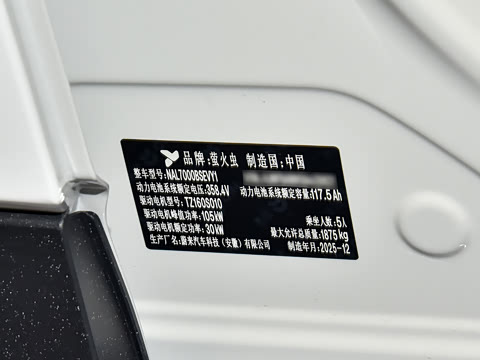 品牌:萤火虫 制造国:中国
整车型号:NAL7000BSEVY1
动力电池系统额定电压:358.4V 动力电池系统额定容量:117.5Ah
驱动电机型号:TZ160S010
驱动电机峰值功率:105kW 乘坐人数:5人
驱动电机额定功率:30kW 最大允许总质量:1875kg
生产厂名:蔚来汽车科技（安徽）有限公司 制造年月:2025-12